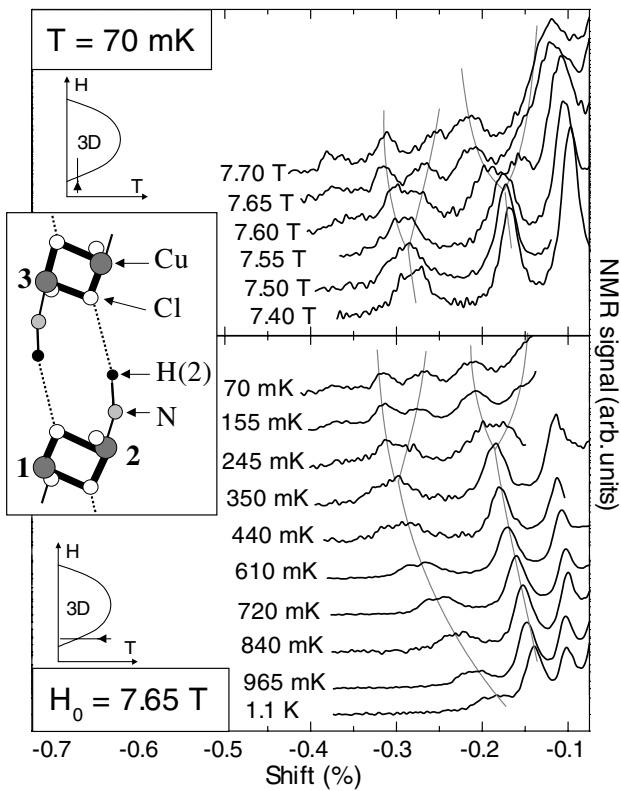 T = 70 mK
H
3D
T
7.70 T
7.65 T
7.60 T
7.55 T
7.50 T
7.40 T
3
Cu
Cl
H(2)
N
1
2
NMR signal (arb. units)
70 mK
155 mK
245 mK
350 mK
440 mK
610 mK
720 mK
840 mK
965 mK
1.1 K
H
3D
T
H0 = 7.65 T
-0.7 -0.6 -0.5 -0.4 -0.3 -0.2 -0.1
Shift (%)